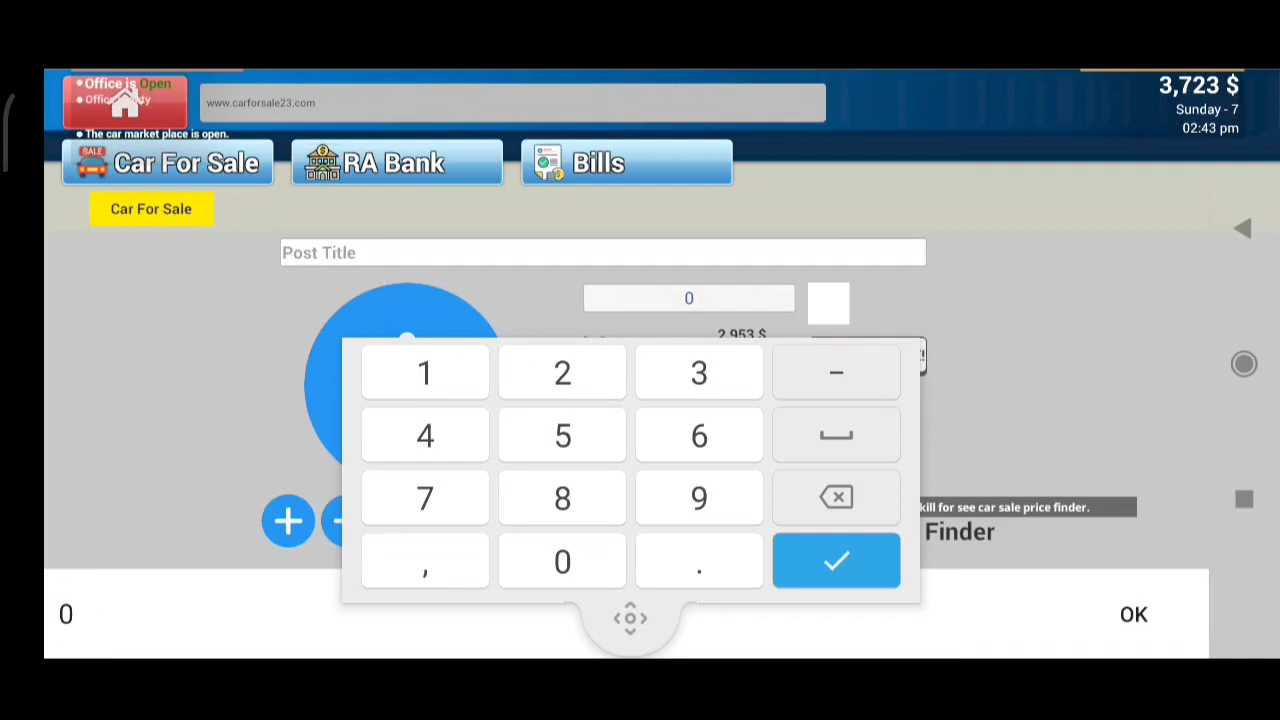 Office is Open
3,723 $
www.carforsale23.com
Sunday - 7
02:43 pm
The car market place is open.
SALE
Car For Sale
RA Bank
Bills
Car For Sale
Post Title
0
2,953 $
1 2 3 -
4 5 6
7 8 9
kill for see car sale price finder.
Finder
, 0 .
0
OK